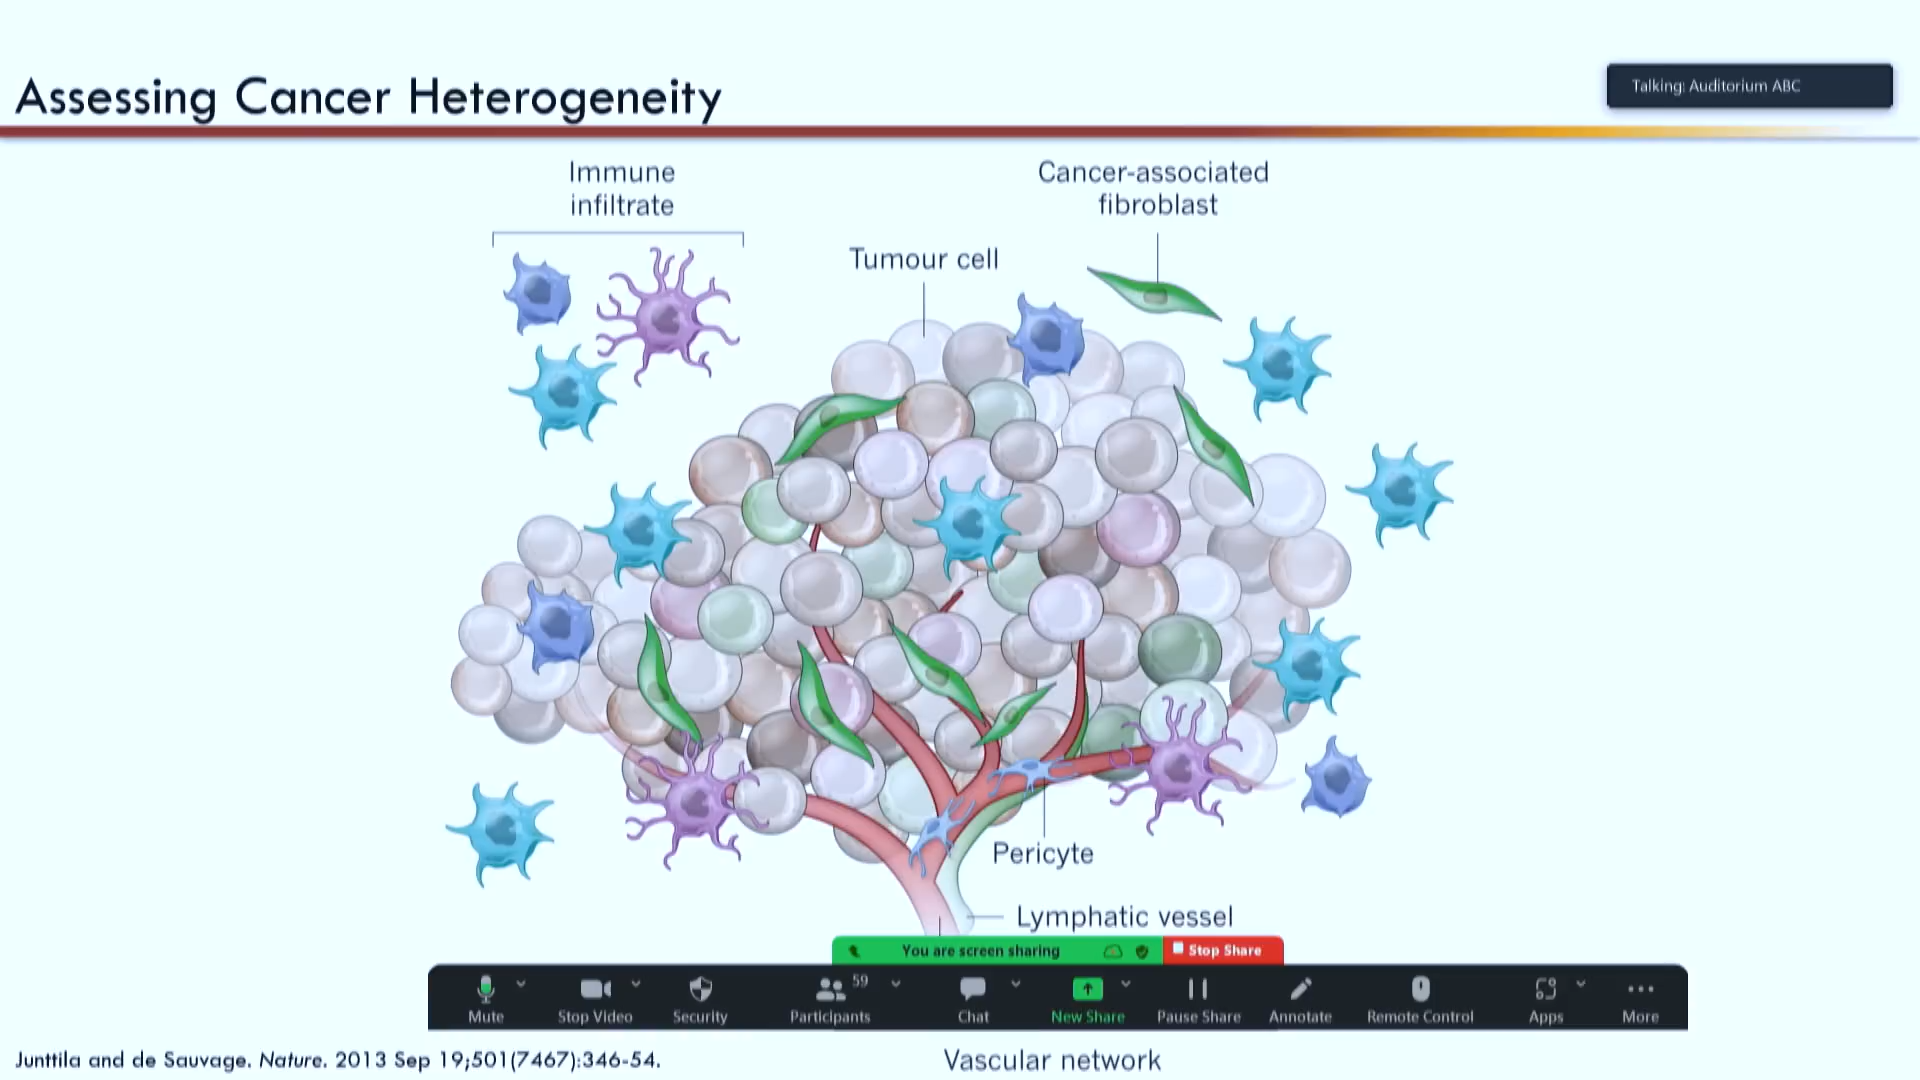 Assessing Cancer Heterogeneity
Talking: Auditorium ABC
Immune
infiltrate
Cancer-associated
fibroblast
Tumour cell
Pericyte
Lymphatic vessel
You are screen sharing
Stop Share
Mute
Stop Video
Security
59
Participants
Chat
New Share
Pause Share
Annotate
Remote Control
Apps
More
Junttila and de Sauvage. Nature. 2013 Sep 19;501(7467):346-54.
Vascular network